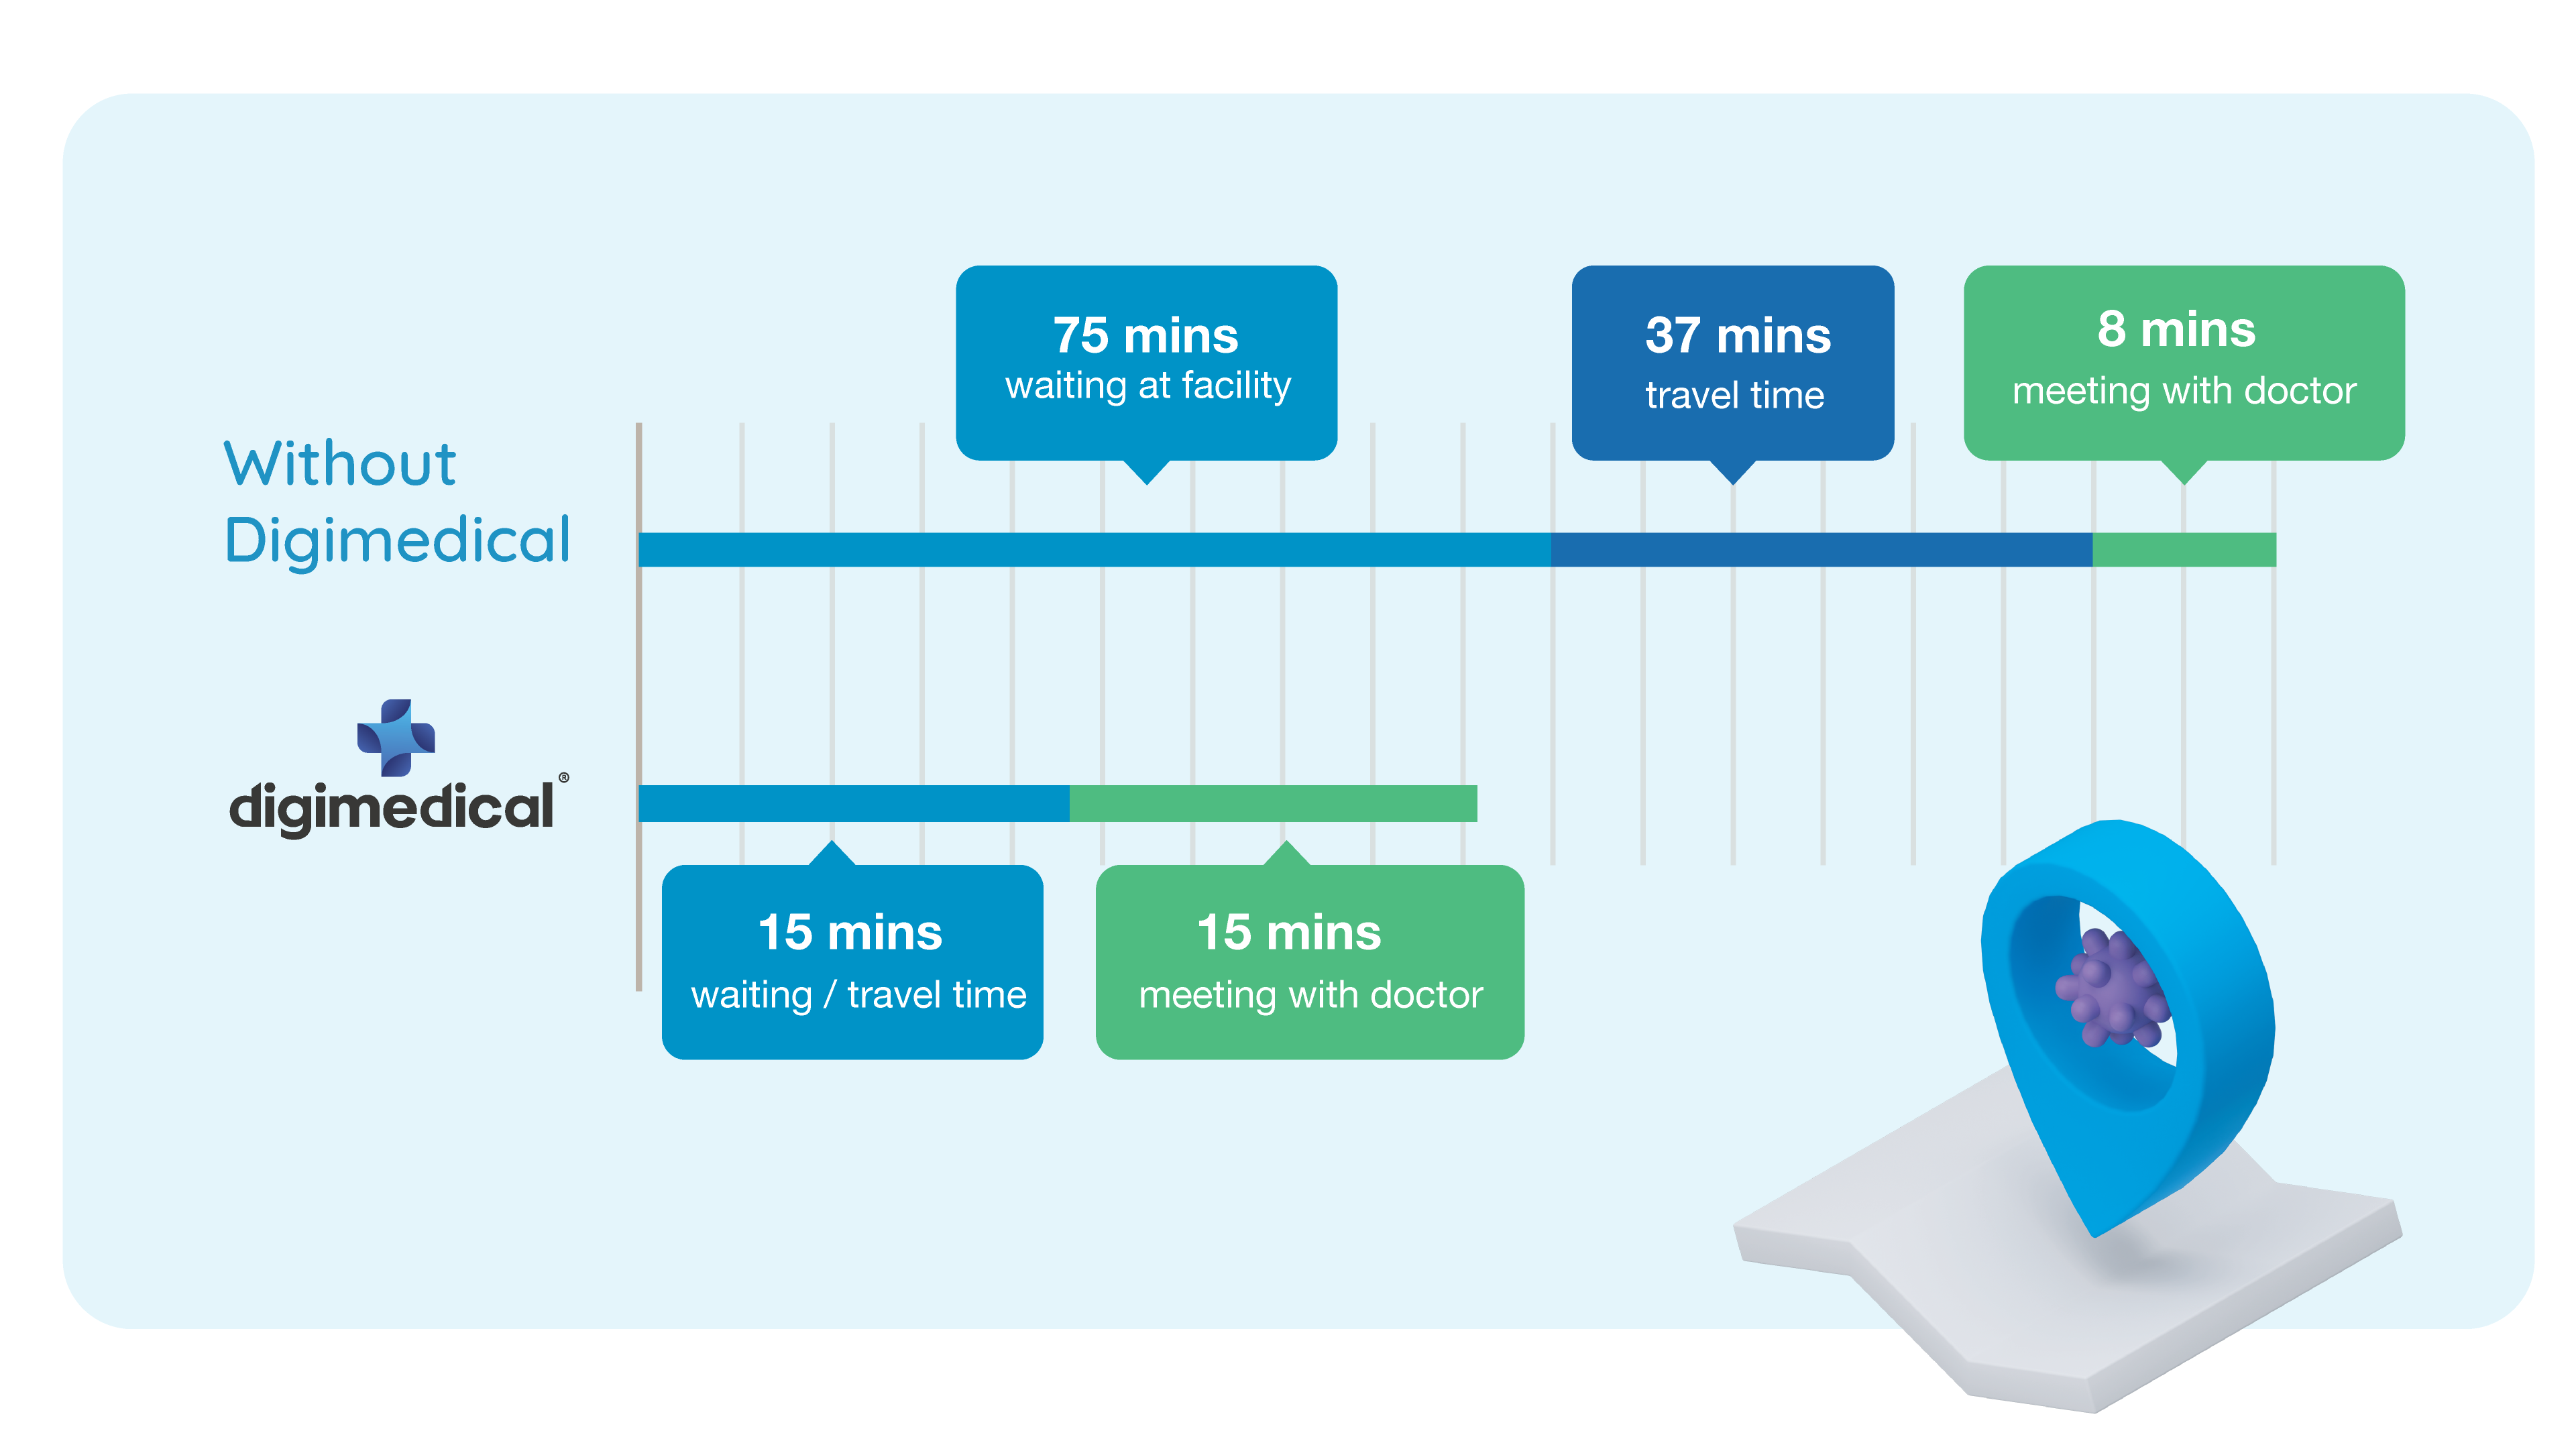 75 mins
waiting at facility
37 mins
travel time
8 mins
meeting with doctor
Without
Digimedical
digimedical®
15 mins
waiting / travel time
15 mins
meeting with doctor